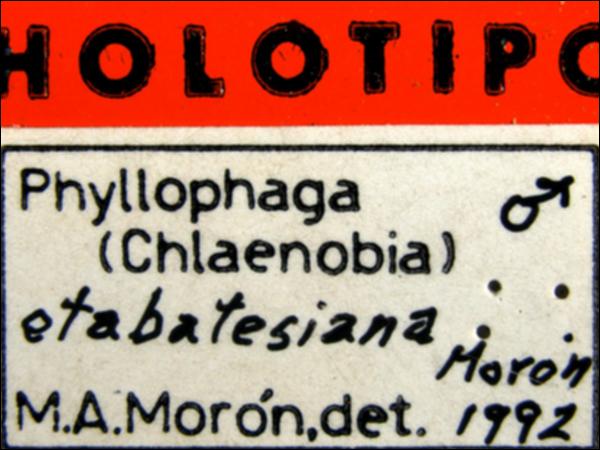 HOLOTIPO
Phyllophaga ♂
(Chlaenobia)
etabatesiana
Morón
M.A.Morón,det. 1992